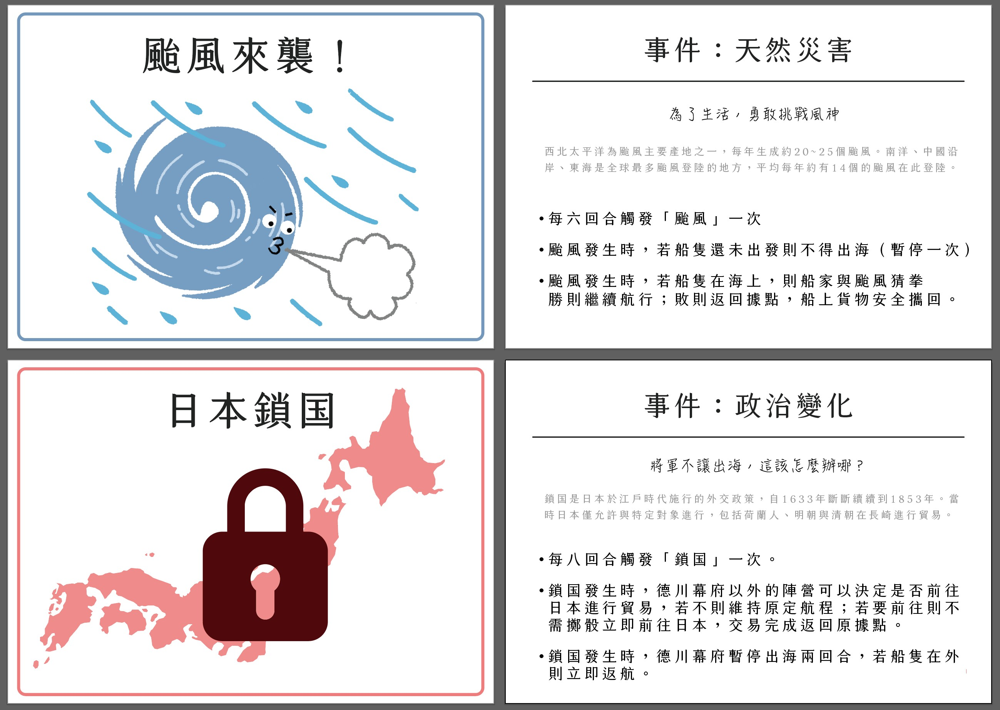 颱風來襲！
事件：天然災害
為了生活，勇敢挑戰風神
西北太平洋為颱風主要產地之一，每年生成約20~25個颱風。南洋、中國沿
岸、東海是全球最多颱風登陸的地方，平均每年約有14個的颱風在此登陸。
•每六回合觸發「颱風」一次
•颱風發生時，若船隻還未出發則不得出海（暫停一次）
•颱風發生時，若船隻在海上，則船家與颱風猜拳
勝則繼續航行；敗則返回據點，船上貨物安全攜回。
日本鎖国
事件：政治變化
將軍不讓出海，這該怎麼辦哪？
鎖国是日本於江戶時代施行的外交政策，自1633年斷斷續續到1853年。當
時日本僅允許與特定對象進行，包括荷蘭人、明朝與清朝在長崎進行貿易。
•每八回合觸發「鎖国」一次。
•鎖国發生時，德川幕府以外的陣營可以決定是否前往
日本進行貿易，若不則維持原定航程；若要前往則不
需擲骰立即前往日本，交易完成返回原據點。
•鎖国發生時，德川幕府暫停出海兩回合，若船隻在外
則立即返航。